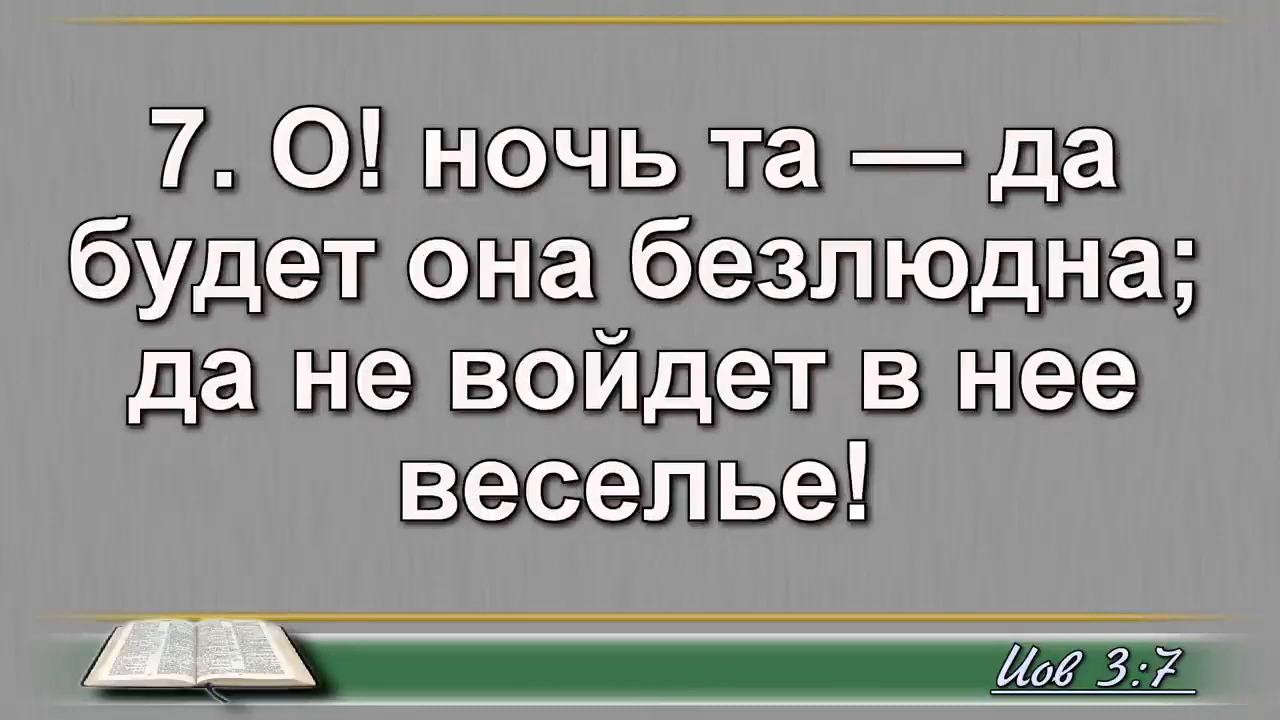 7. О! ночь та — да
будет она безлюдна;
да не войдет в нее
веселье!
Иов 3:7